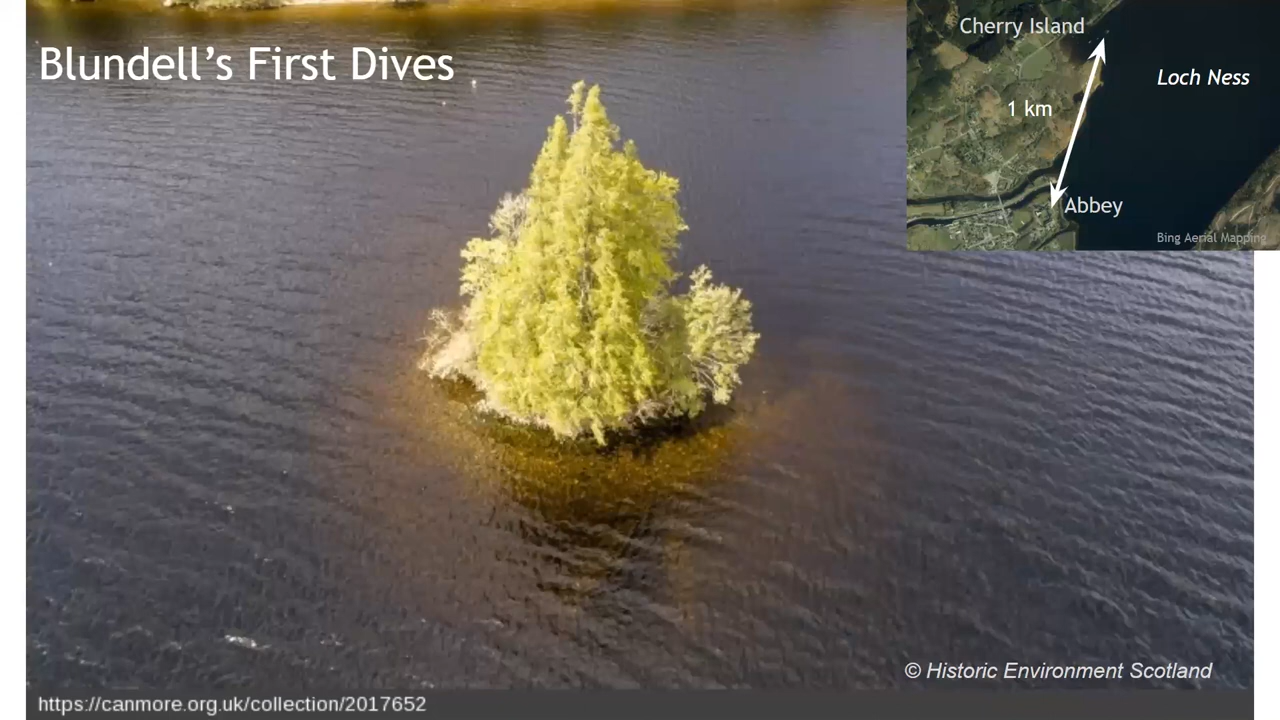 Blundell’s First Dives
Cherry Island
Loch Ness
1 km
Abbey
Bing Aerial Mapping
© Historic Environment Scotland
https://canmore.org.uk/collection/2017652